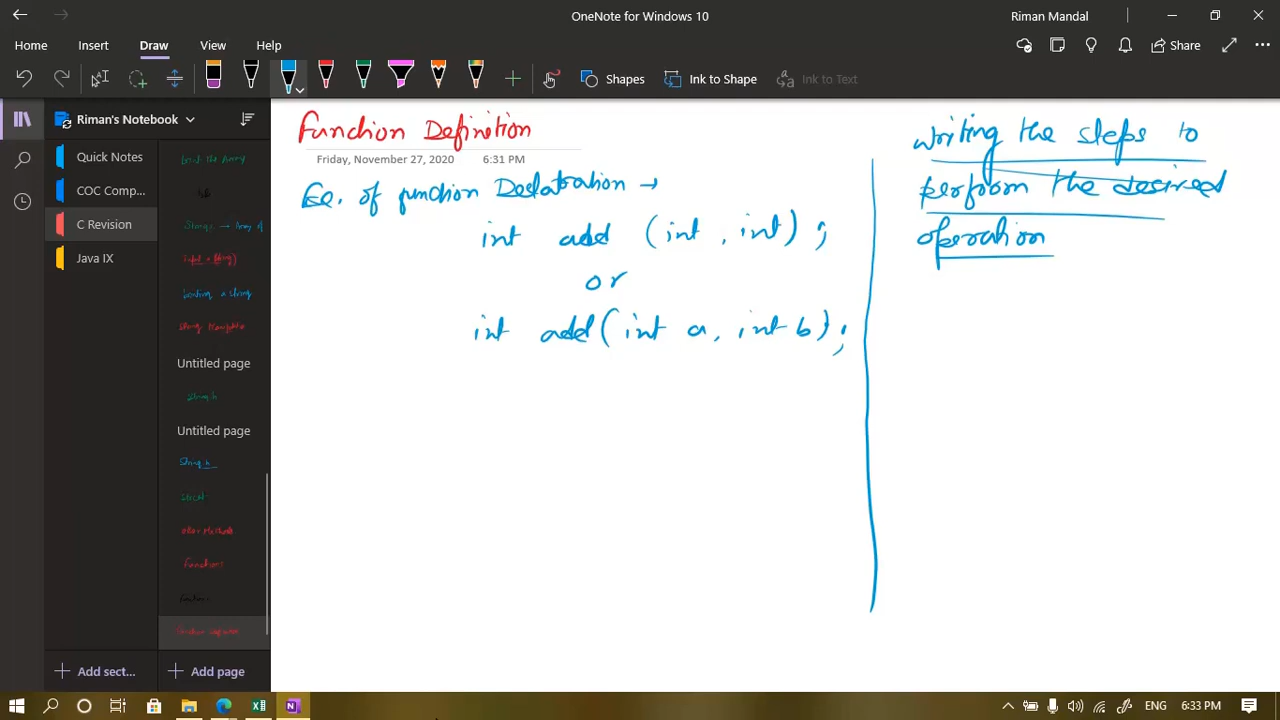 OneNote for Windows 10
Riman Mandal
Home
Insert
Draw
View
Help
Share
Shapes
Ink to Shape
Ink to Text
Riman's Notebook
Quick Notes
COC Comp...
C Revision
Java IX
Untitled page
String.h
Untitled page
String.h
Functions
Add sect...
Add page
Function Definition
Friday, November 27, 2020 6:31 PM
Ex. of function Declaration →
int add (int, int);
or
int add(int a, int b);
writing the steps to
perform the desired
operation
ENG 6:33 PM